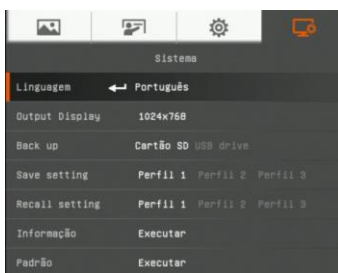 Sistema
Linguagem Português
Output Display 1024x768
Back up Cartão SD USB drive
Save setting Perfil 1 Perfil 2 Perfil 3
Recall setting Perfil 1 Perfil 2 Perfil 3
Informação Executar
Padrão Executar